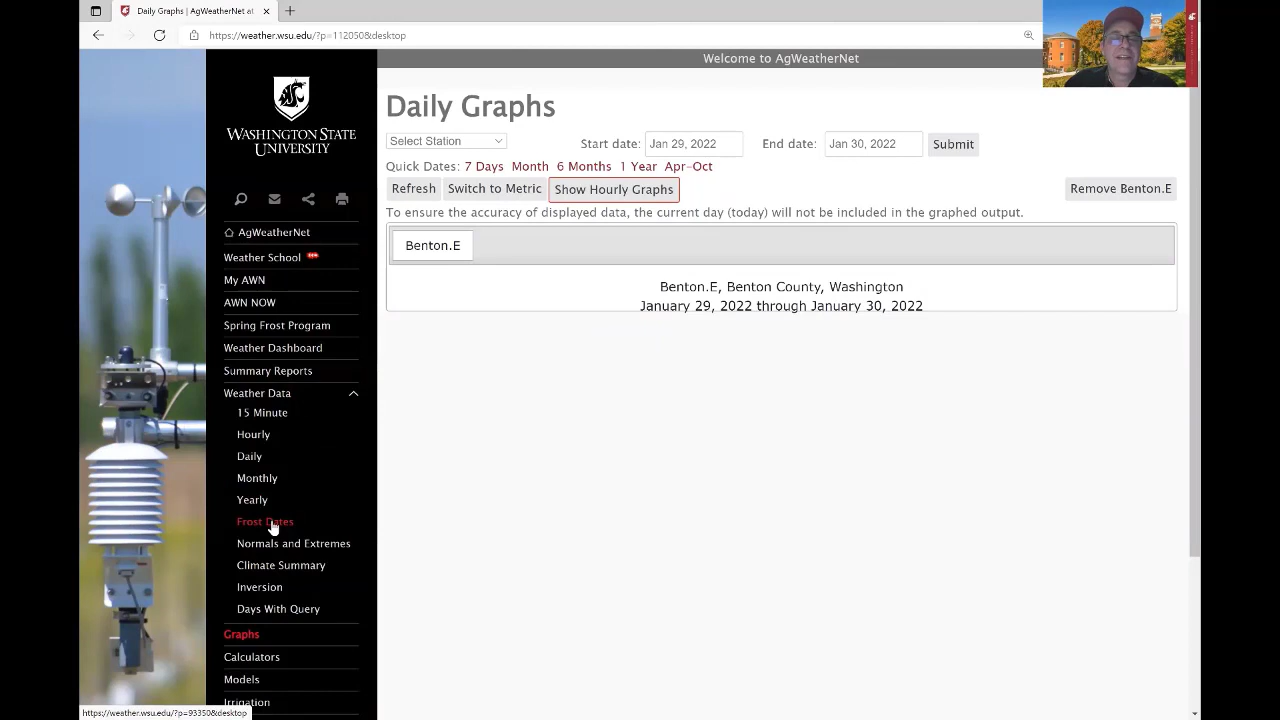 Daily Graphs | AgWeatherNet at
https://weather.wsu.edu/?p=112050&desktop
Welcome to AgWeatherNet
WASHINGTON STATE
UNIVERSITY
AgWeatherNet
Weather School
My AWN
AWN NOW
Spring Frost Program
Weather Dashboard
Summary Reports
Weather Data
15 Minute
Hourly
Daily
Monthly
Yearly
Frost Dates
Normals and Extremes
Climate Summary
Inversion
Days With Query
Graphs
Calculators
Models
Irrigation
https://weather.wsu.edu/?p=93350&desktop
Daily Graphs
Select Station Start date: Jan 29, 2022 End date: Jan 30, 2022 Submit
Quick Dates: 7 Days Month 6 Months 1 Year Apr-Oct
Refresh Switch to Metric Show Hourly Graphs Remove Benton.E
To ensure the accuracy of displayed data, the current day (today) will not be included in the graphed output.
Benton.E
Benton.E, Benton County, Washington
January 29, 2022 through January 30, 2022